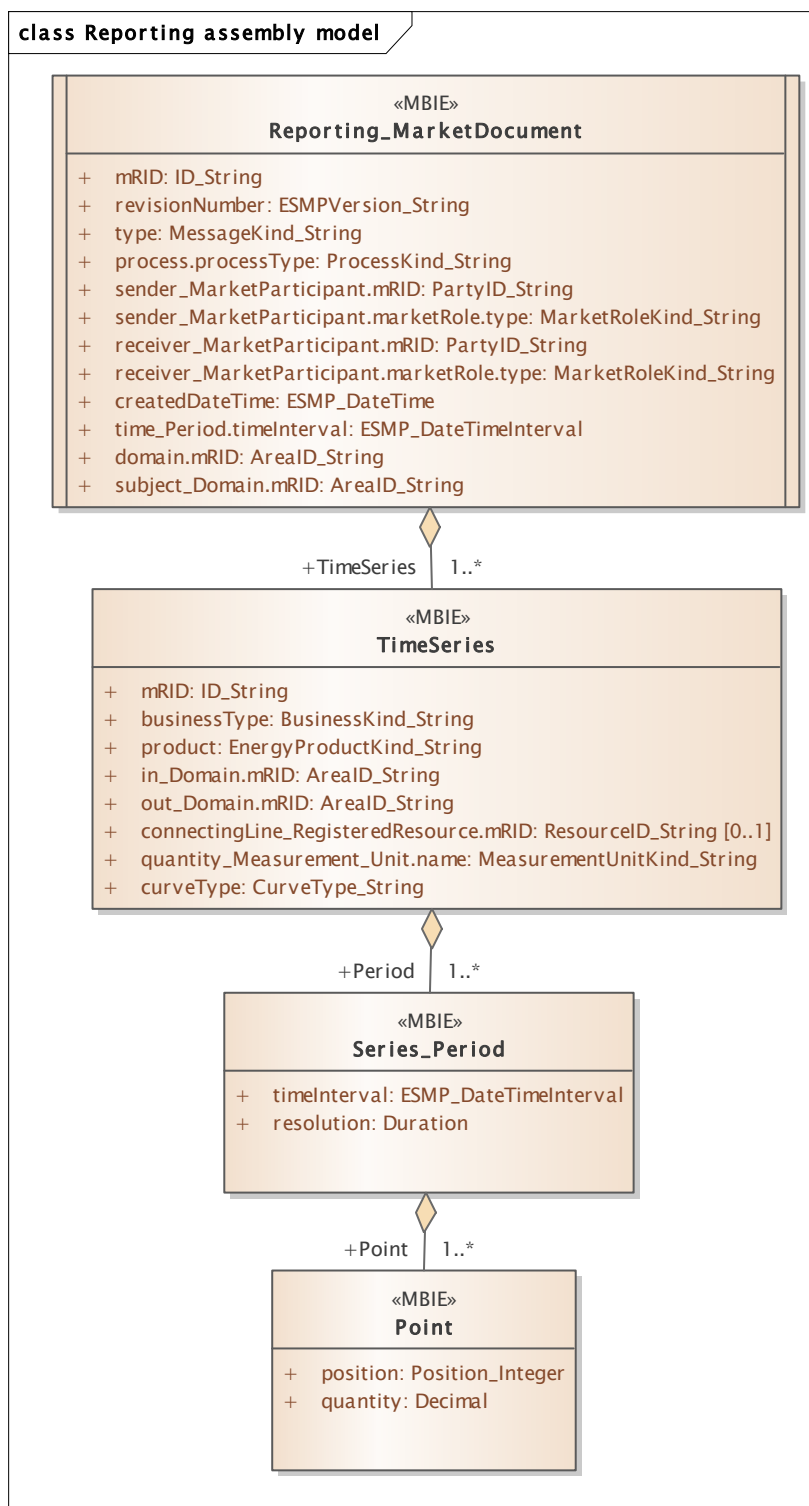 class Reporting assembly model
«MBIE»
Reporting_MarketDocument
+ mRID: ID_String
+ revisionNumber: ESMPVersion_String
+ type: MessageKind_String
+ process.processType: ProcessKind_String
+ sender_MarketParticipant.mRID: PartyID_String
+ sender_MarketParticipant.marketRole.type: MarketRoleKind_String
+ receiver_MarketParticipant.mRID: PartyID_String
+ receiver_MarketParticipant.marketRole.type: MarketRoleKind_String
+ createdDateTime: ESMP_DateTime
+ time_Period.timeInterval: ESMP_DateTimeInterval
+ domain.mRID: AreaID_String
+ subject_Domain.mRID: AreaID_String
+TimeSeries 1..*
«MBIE»
TimeSeries
+ mRID: ID_String
+ businessType: BusinessKind_String
+ product: EnergyProductKind_String
+ in_Domain.mRID: AreaID_String
+ out_Domain.mRID: AreaID_String
+ connectingLine_RegisteredResource.mRID: ResourceID_String [0..1]
+ quantity_Measurement_Unit.name: MeasurementUnitKind_String
+ curveType: CurveType_String
+Period 1..*
«MBIE»
Series_Period
+ timeInterval: ESMP_DateTimeInterval
+ resolution: Duration
+Point 1..*
«MBIE»
Point
+ position: Position_Integer
+ quantity: Decimal